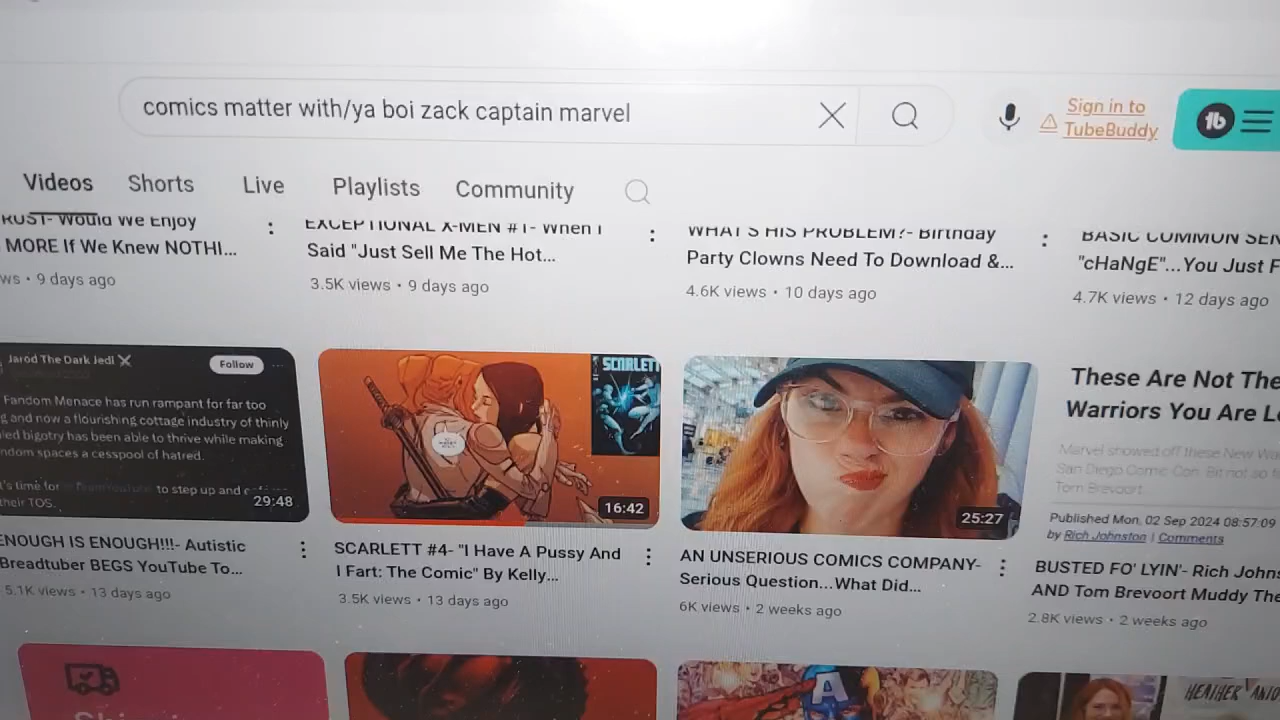 comics matter with/ya boi zack captain marvel
Sign in to
TubeBuddy
Videos
Shorts
Live
Playlists
Community
Would We Enjoy
MORE If We Knew NOTHI...
9 days ago
EXCEPTIONAL X-MEN #1- When I
Said "Just Sell Me The Hot...
3.5K views • 9 days ago
WHAT'S HIS PROBLEM?- Birthday
Party Clowns Need To Download &...
4.6K views • 10 days ago
BASIC COMMON
"cHaNgE"...You Just
4.7K views • 12 days ago
Jarod The Dark Jedi
Follow
Fandom Menace has run rampant for far too
and now a flourishing cottage industry of thinly
bigotry has been able to thrive while making
spaces a cesspool of hatred.
time for
to step up and
their TOS.
29:48
ENOUGH IS ENOUGH!!!- Autistic
Breadtuber BEGS YouTube To...
5.1K views • 13 days ago
SCARLETT
16:42
SCARLETT #4- "I Have A Pussy And
I Fart: The Comic" By Kelly...
3.5K views • 13 days ago
25:27
AN UNSERIOUS COMICS COMPANY-
Serious Question...What Did...
6K views • 2 weeks ago
These Are Not The
Warriors You Are
Marvel showed off these New
San Diego Comic-Con. Bit not so
Tom Brevoort.
Published Mon, 02 Sep 2024 08:57:09
by Rich Johnston | Comments
BUSTED FO' LYIN'- Rich
AND Tom Brevoort Muddy The
2.8K views • 2 weeks ago
A
HEATHER